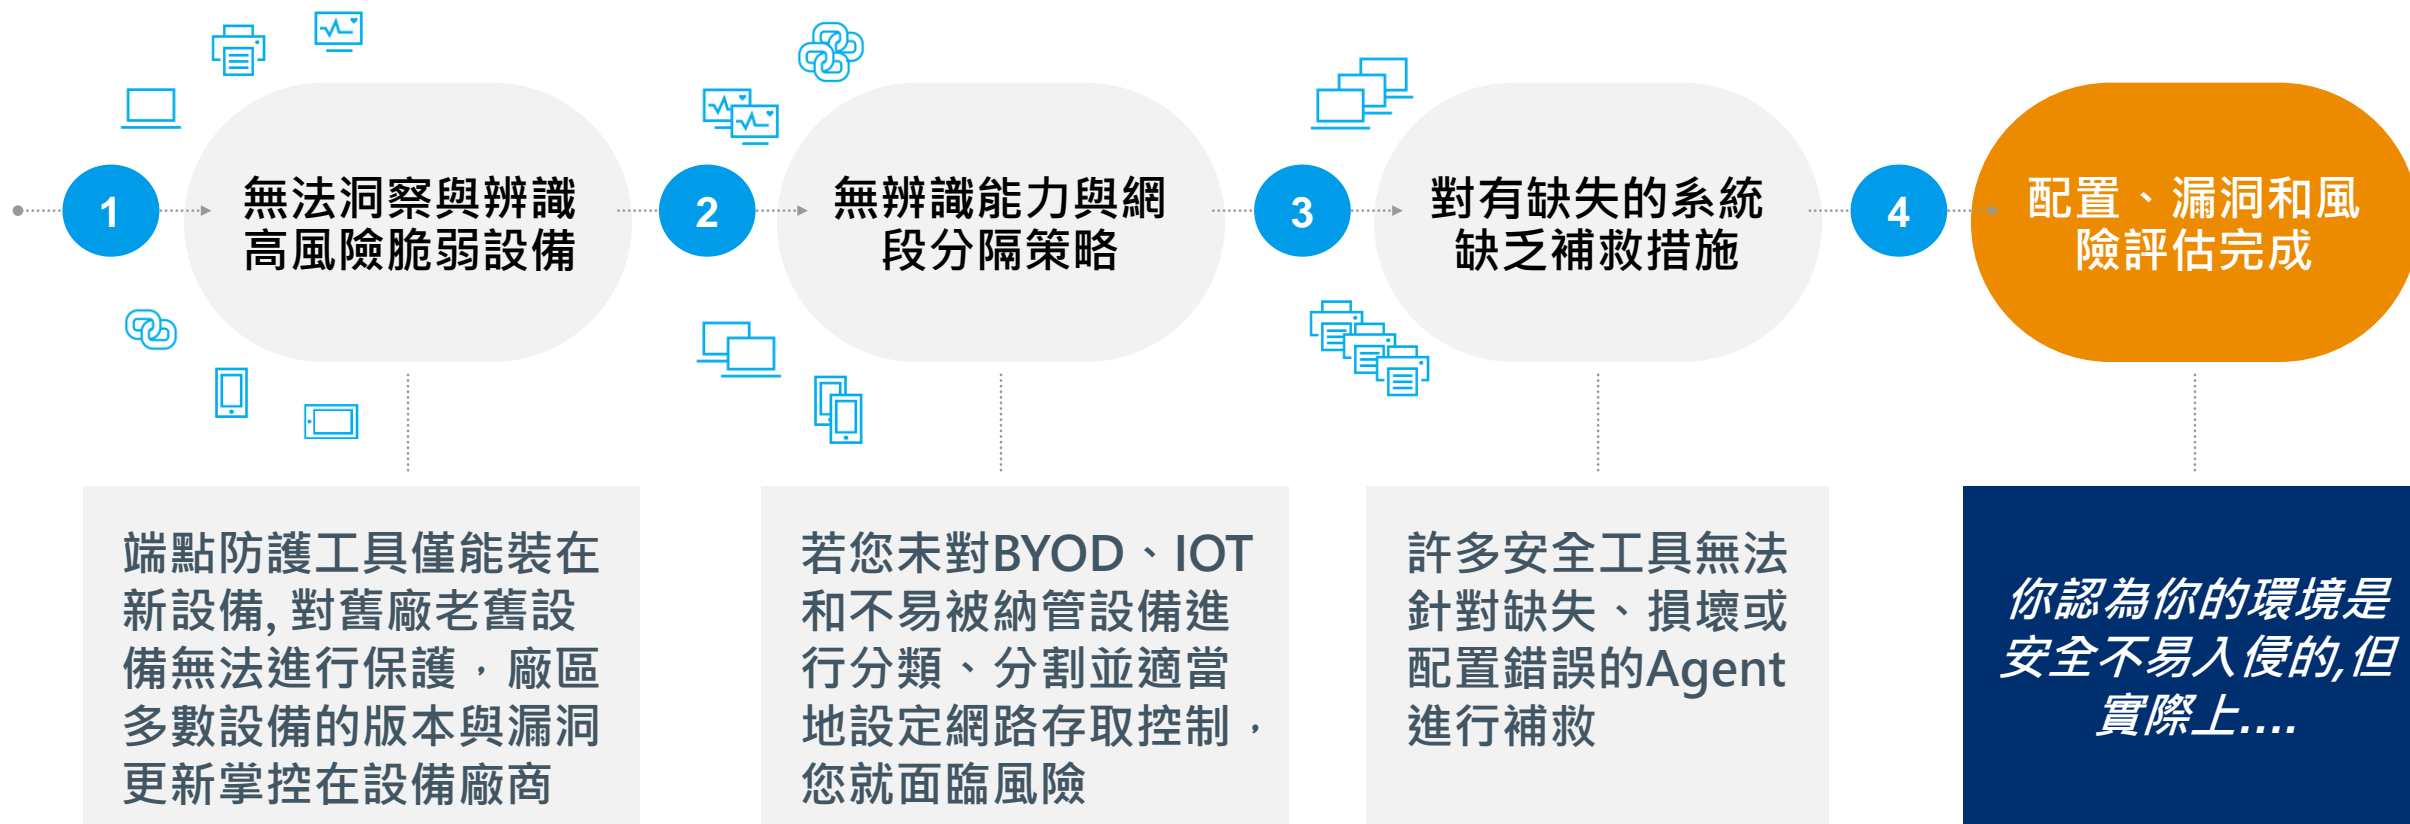 1
無法洞察與辨識
高風險脆弱設備
2
無辨識能力與網
段分隔策略
3
對有缺失的系統
缺乏補救措施
4
配置、漏洞和風
險評估完成
端點防護工具僅能裝在
新設備, 對舊廠老舊設
備無法進行保護，廠區
多數設備的版本與漏洞
更新掌控在設備廠商
若您未對BYOD、IOT
和不易被納管設備進
行分類、分割並適當
地設定網路存取控制，
您就面臨風險
許多安全工具無法
針對缺失、損壞或
配置錯誤的Agent
進行補救
你認為你的環境是
安全不易入侵的,但
實際上....